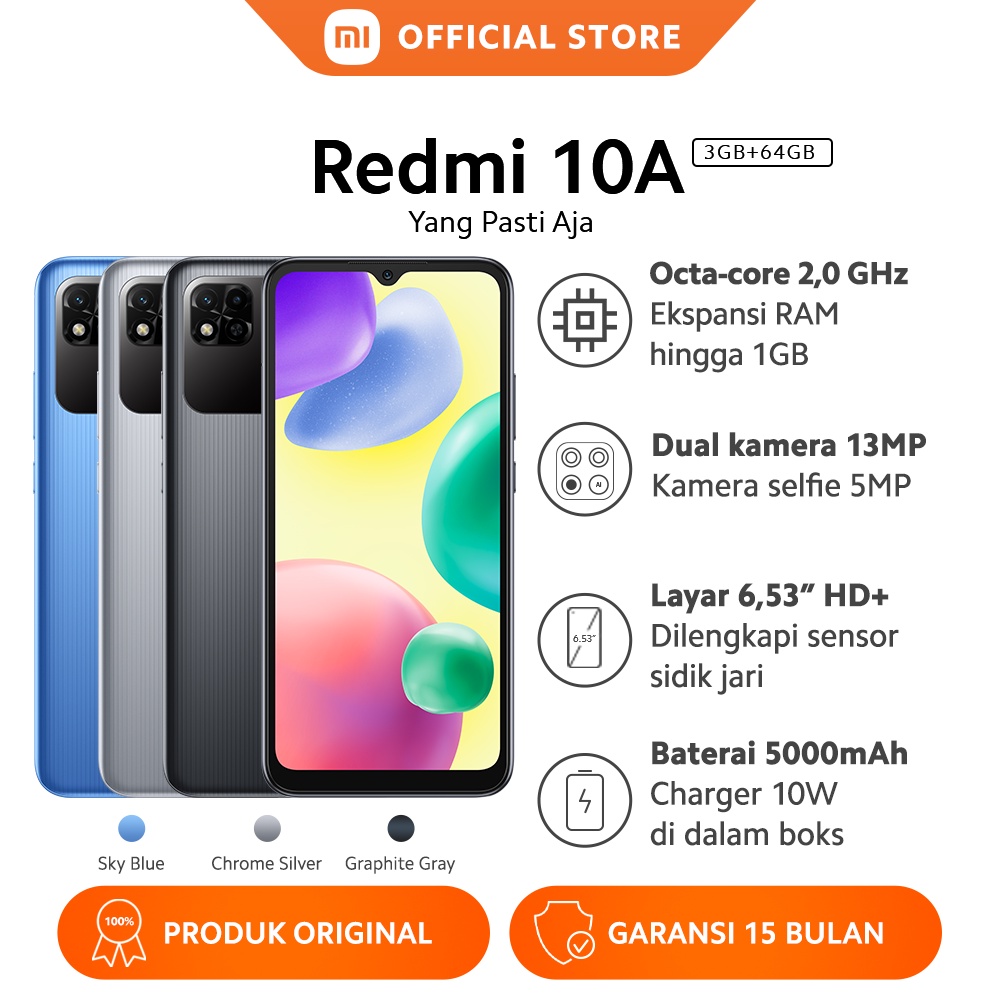 mi OFFICIAL STORE
Redmi 10A 3GB+64GB
Yang Pasti Aja
Octa-core 2,0 GHz
Ekspansi RAM
hingga 1GB
Dual kamera 13MP
Kamera selfie 5MP
AI
Layar 6,53” HD+
Dilengkapi sensor
sidik jari
6.53”
Baterai 5000mAh
Charger 10W
di dalam boks
Sky Blue
Chrome Silver
Graphite Gray
100%
PRODUK ORIGINAL
GARANSI 15 BULAN